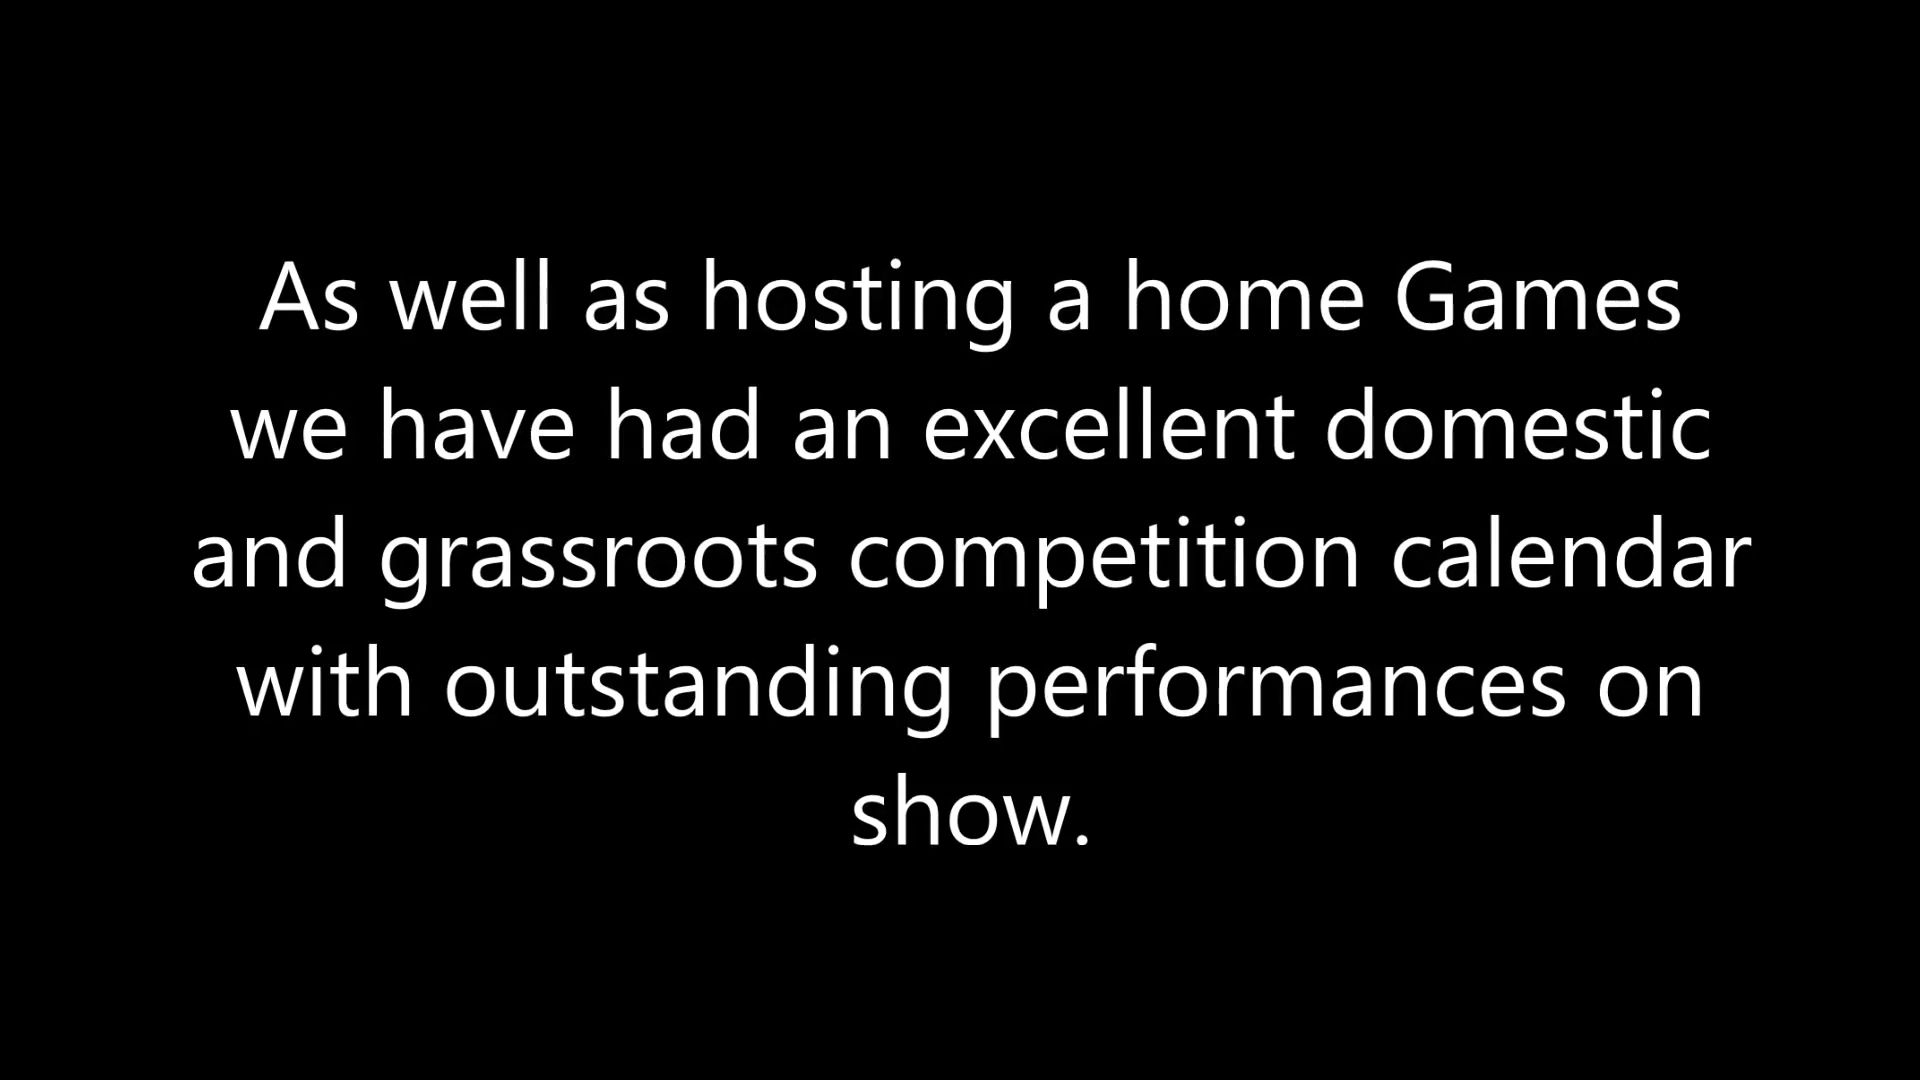 As well as hosting a home Games
we have had an excellent domestic
and grassroots competition calendar
with outstanding performances on
show.